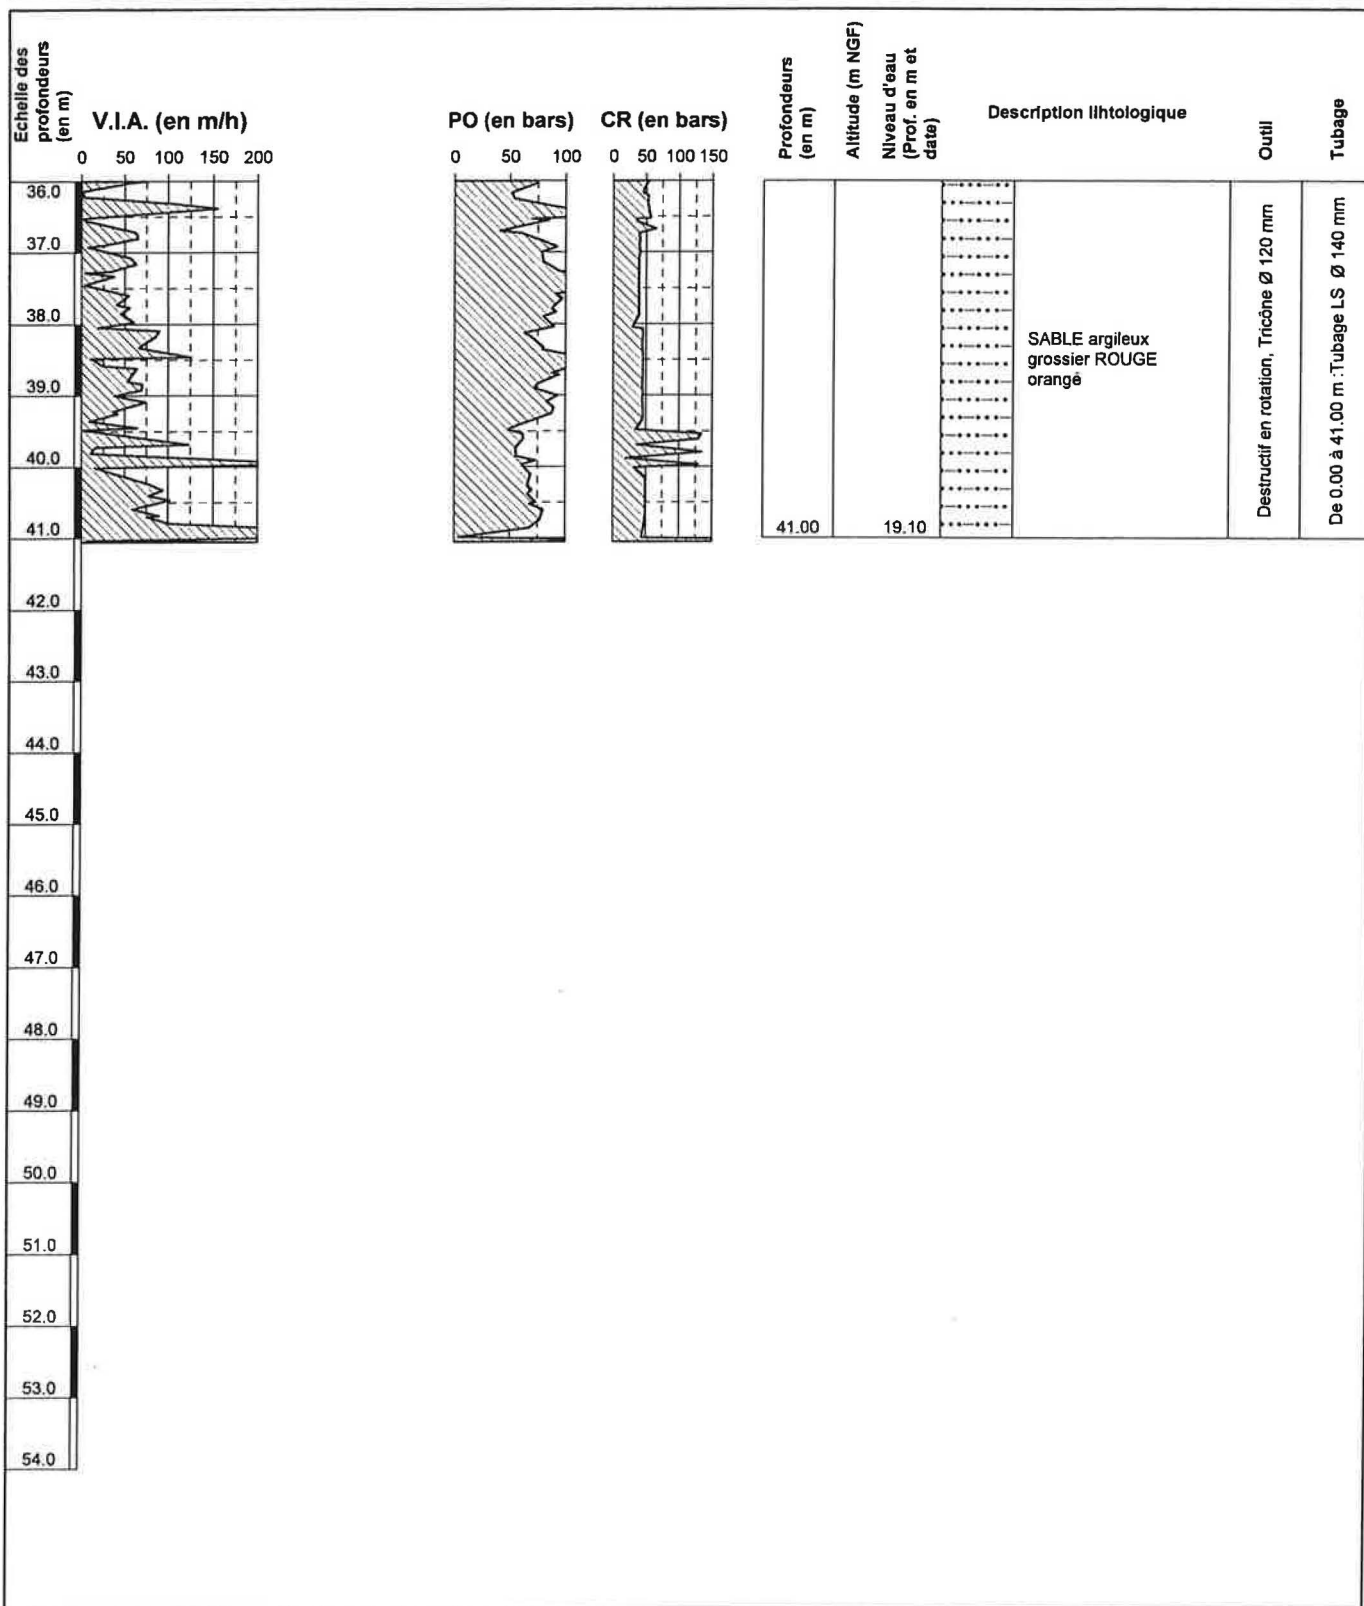 Echelle des
profondeurs
(en m)
V.I.A. (en m/h)
0 50 100 150 200
PO (en bars)
0 50 100
CR (en bars)
0 50 100 150
Profondeurs
(en m)
Altitude (m NGF)
Niveau d'eau
(Prof. en m et
date)
Description lihtologique
Outil
Tubage
36.0
37.0
38.0
39.0
40.0
41.0
42.0
43.0
44.0
45.0
46.0
47.0
48.0
49.0
50.0
51.0
52.0
53.0
54.0
41.00
19.10
SABLE argileux
grossier ROUGE
orangé
Destructif en rotation, Tricône Ø 120 mm
De 0.00 à 41.00 m :Tubage LS Ø 140 mm